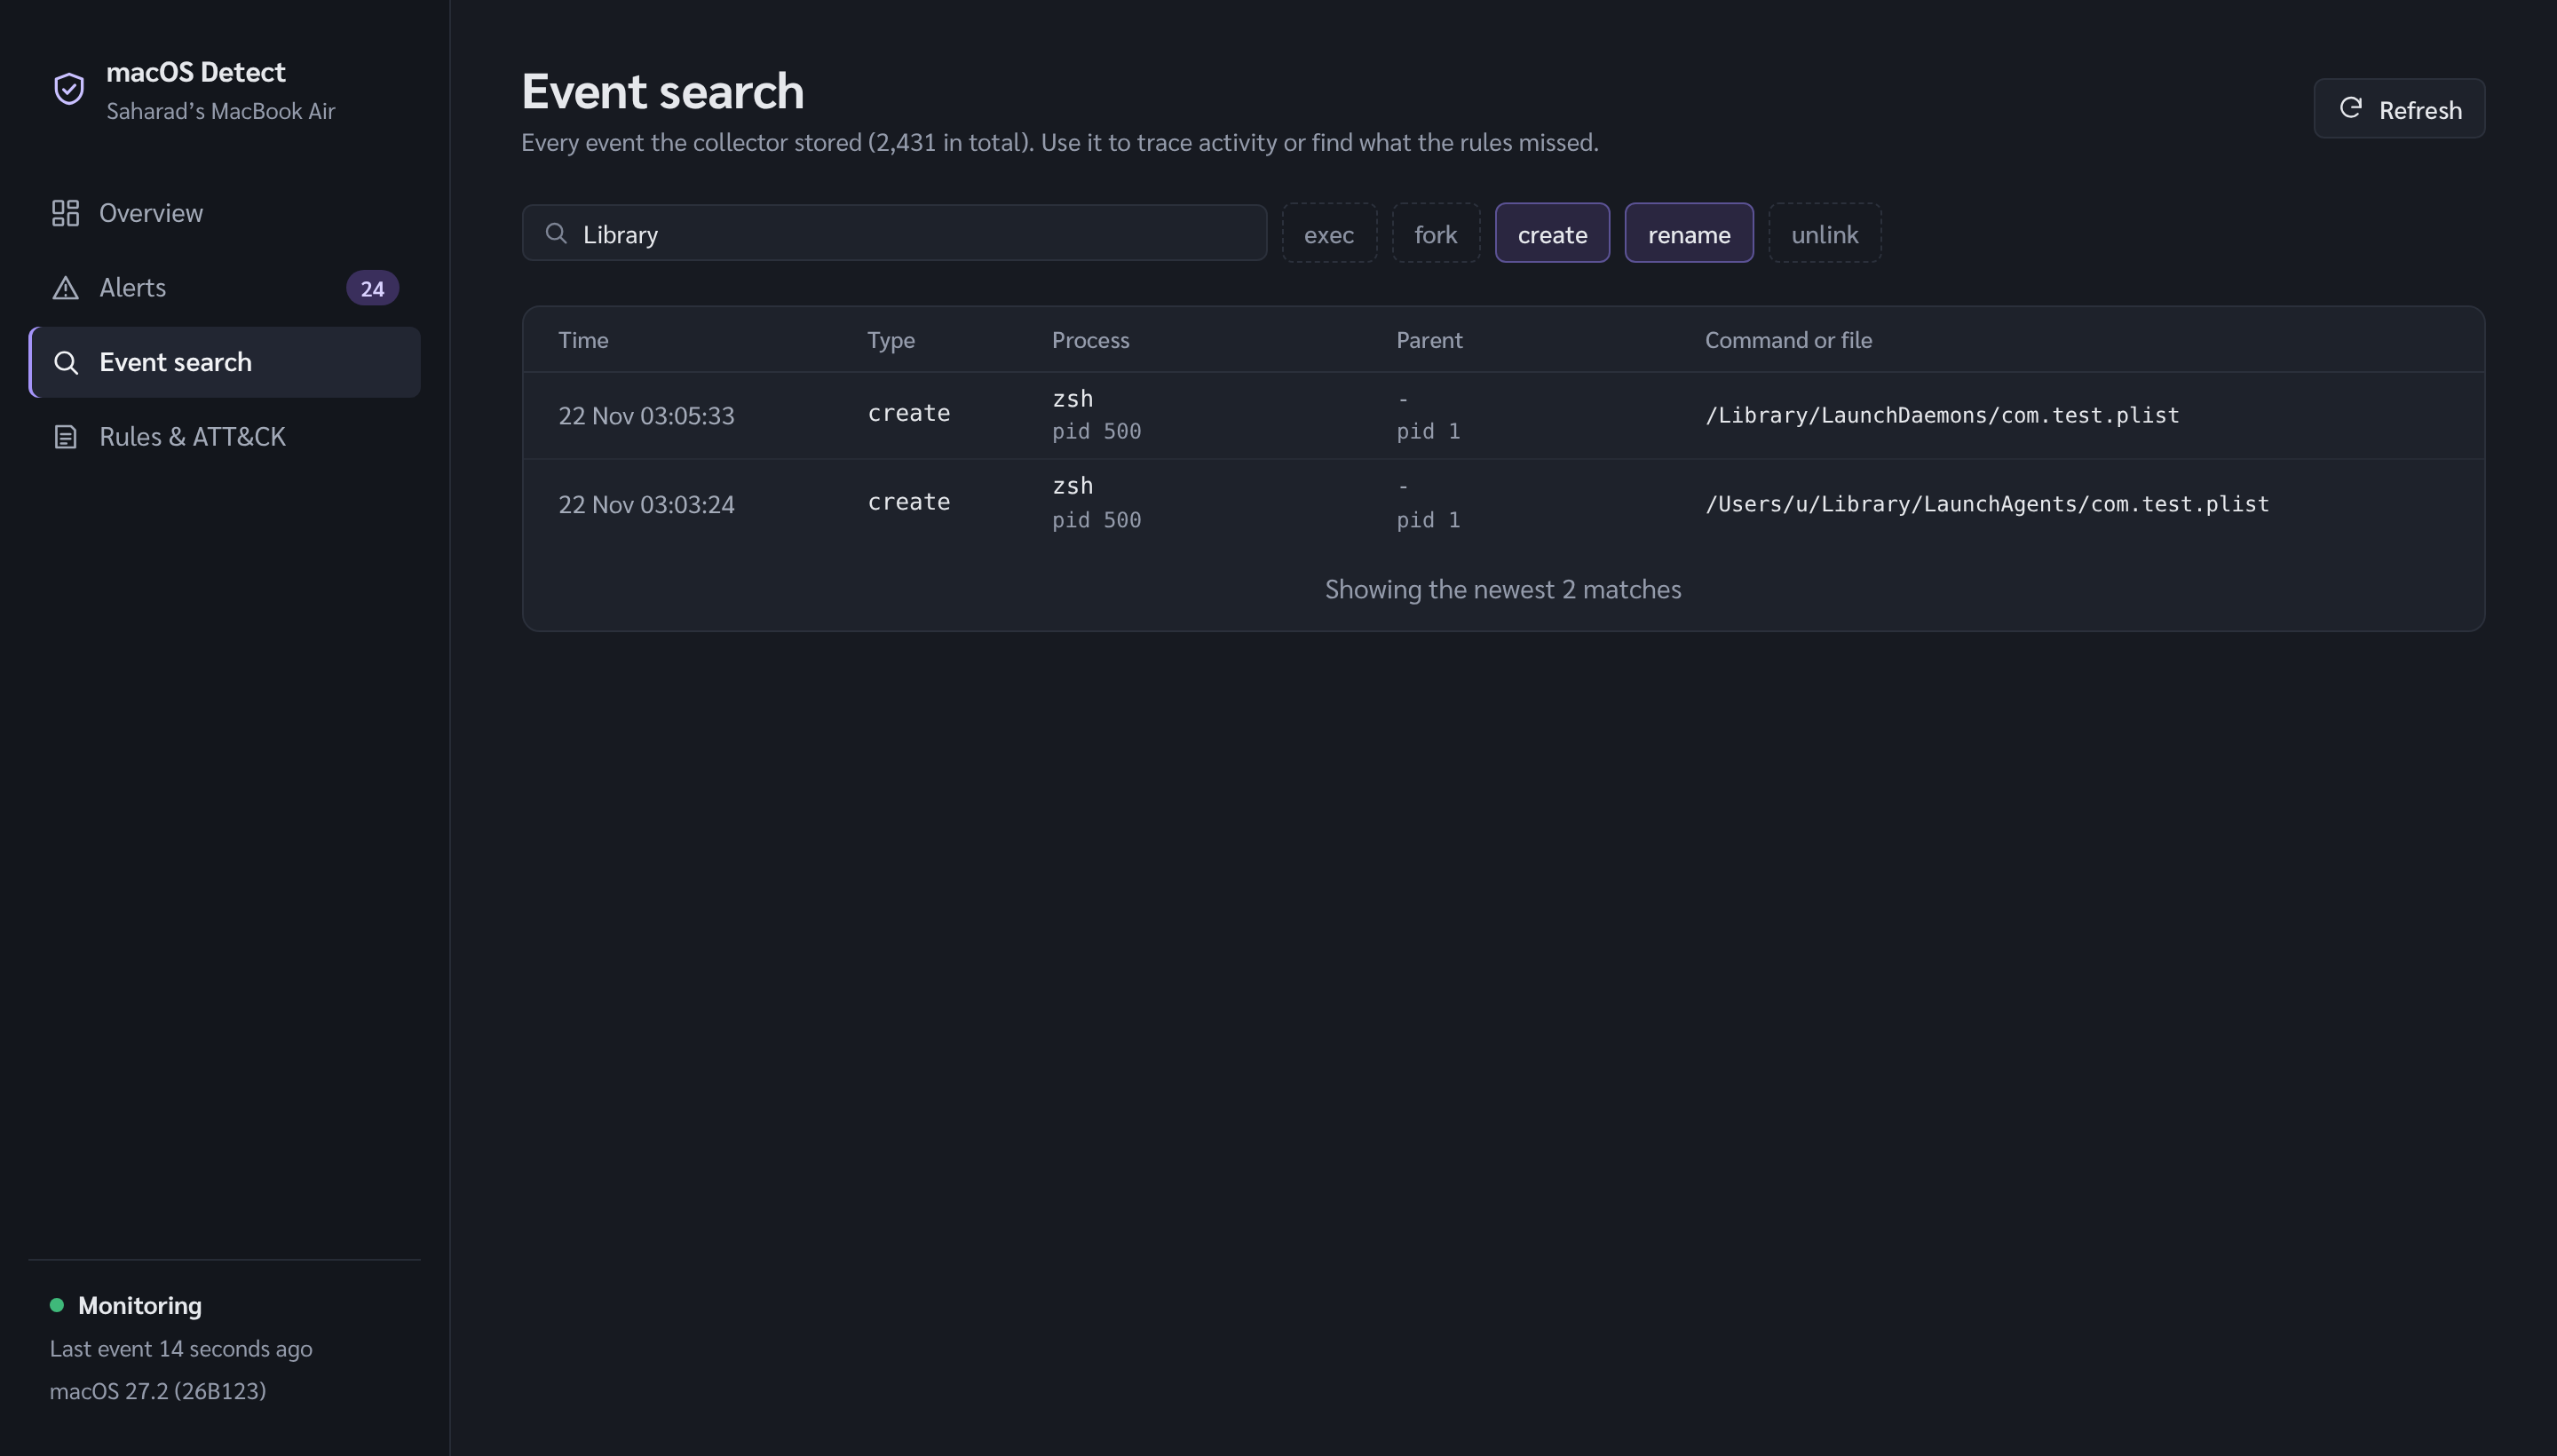 macOS Detect
Saharad’s MacBook Air
Overview
Alerts 24
Event search
Rules & ATT&CK
Monitoring
Last event 14 seconds ago
macOS 27.2 (26B123)
Event search
Every event the collector stored (2,431 in total). Use it to trace activity or find what the rules missed.
Refresh
Library exec fork create rename unlink
Time Type Process Parent Command or file
22 Nov 03:05:33 create zsh - /Library/LaunchDaemons/com.test.plist
pid 500 pid 1
22 Nov 03:03:24 create zsh - /Users/u/Library/LaunchAgents/com.test.plist
pid 500 pid 1
Showing the newest 2 matches